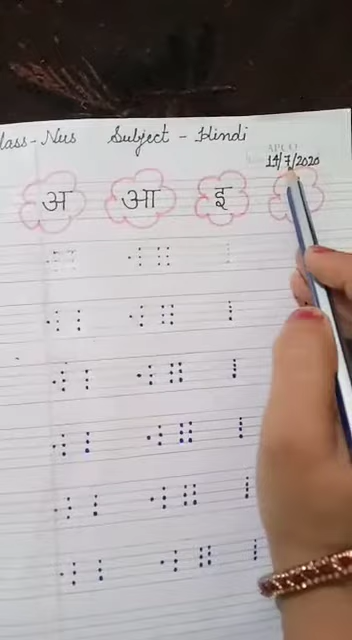 lass - Nus Subject - Hindi
14/7/2020
अ आ इ